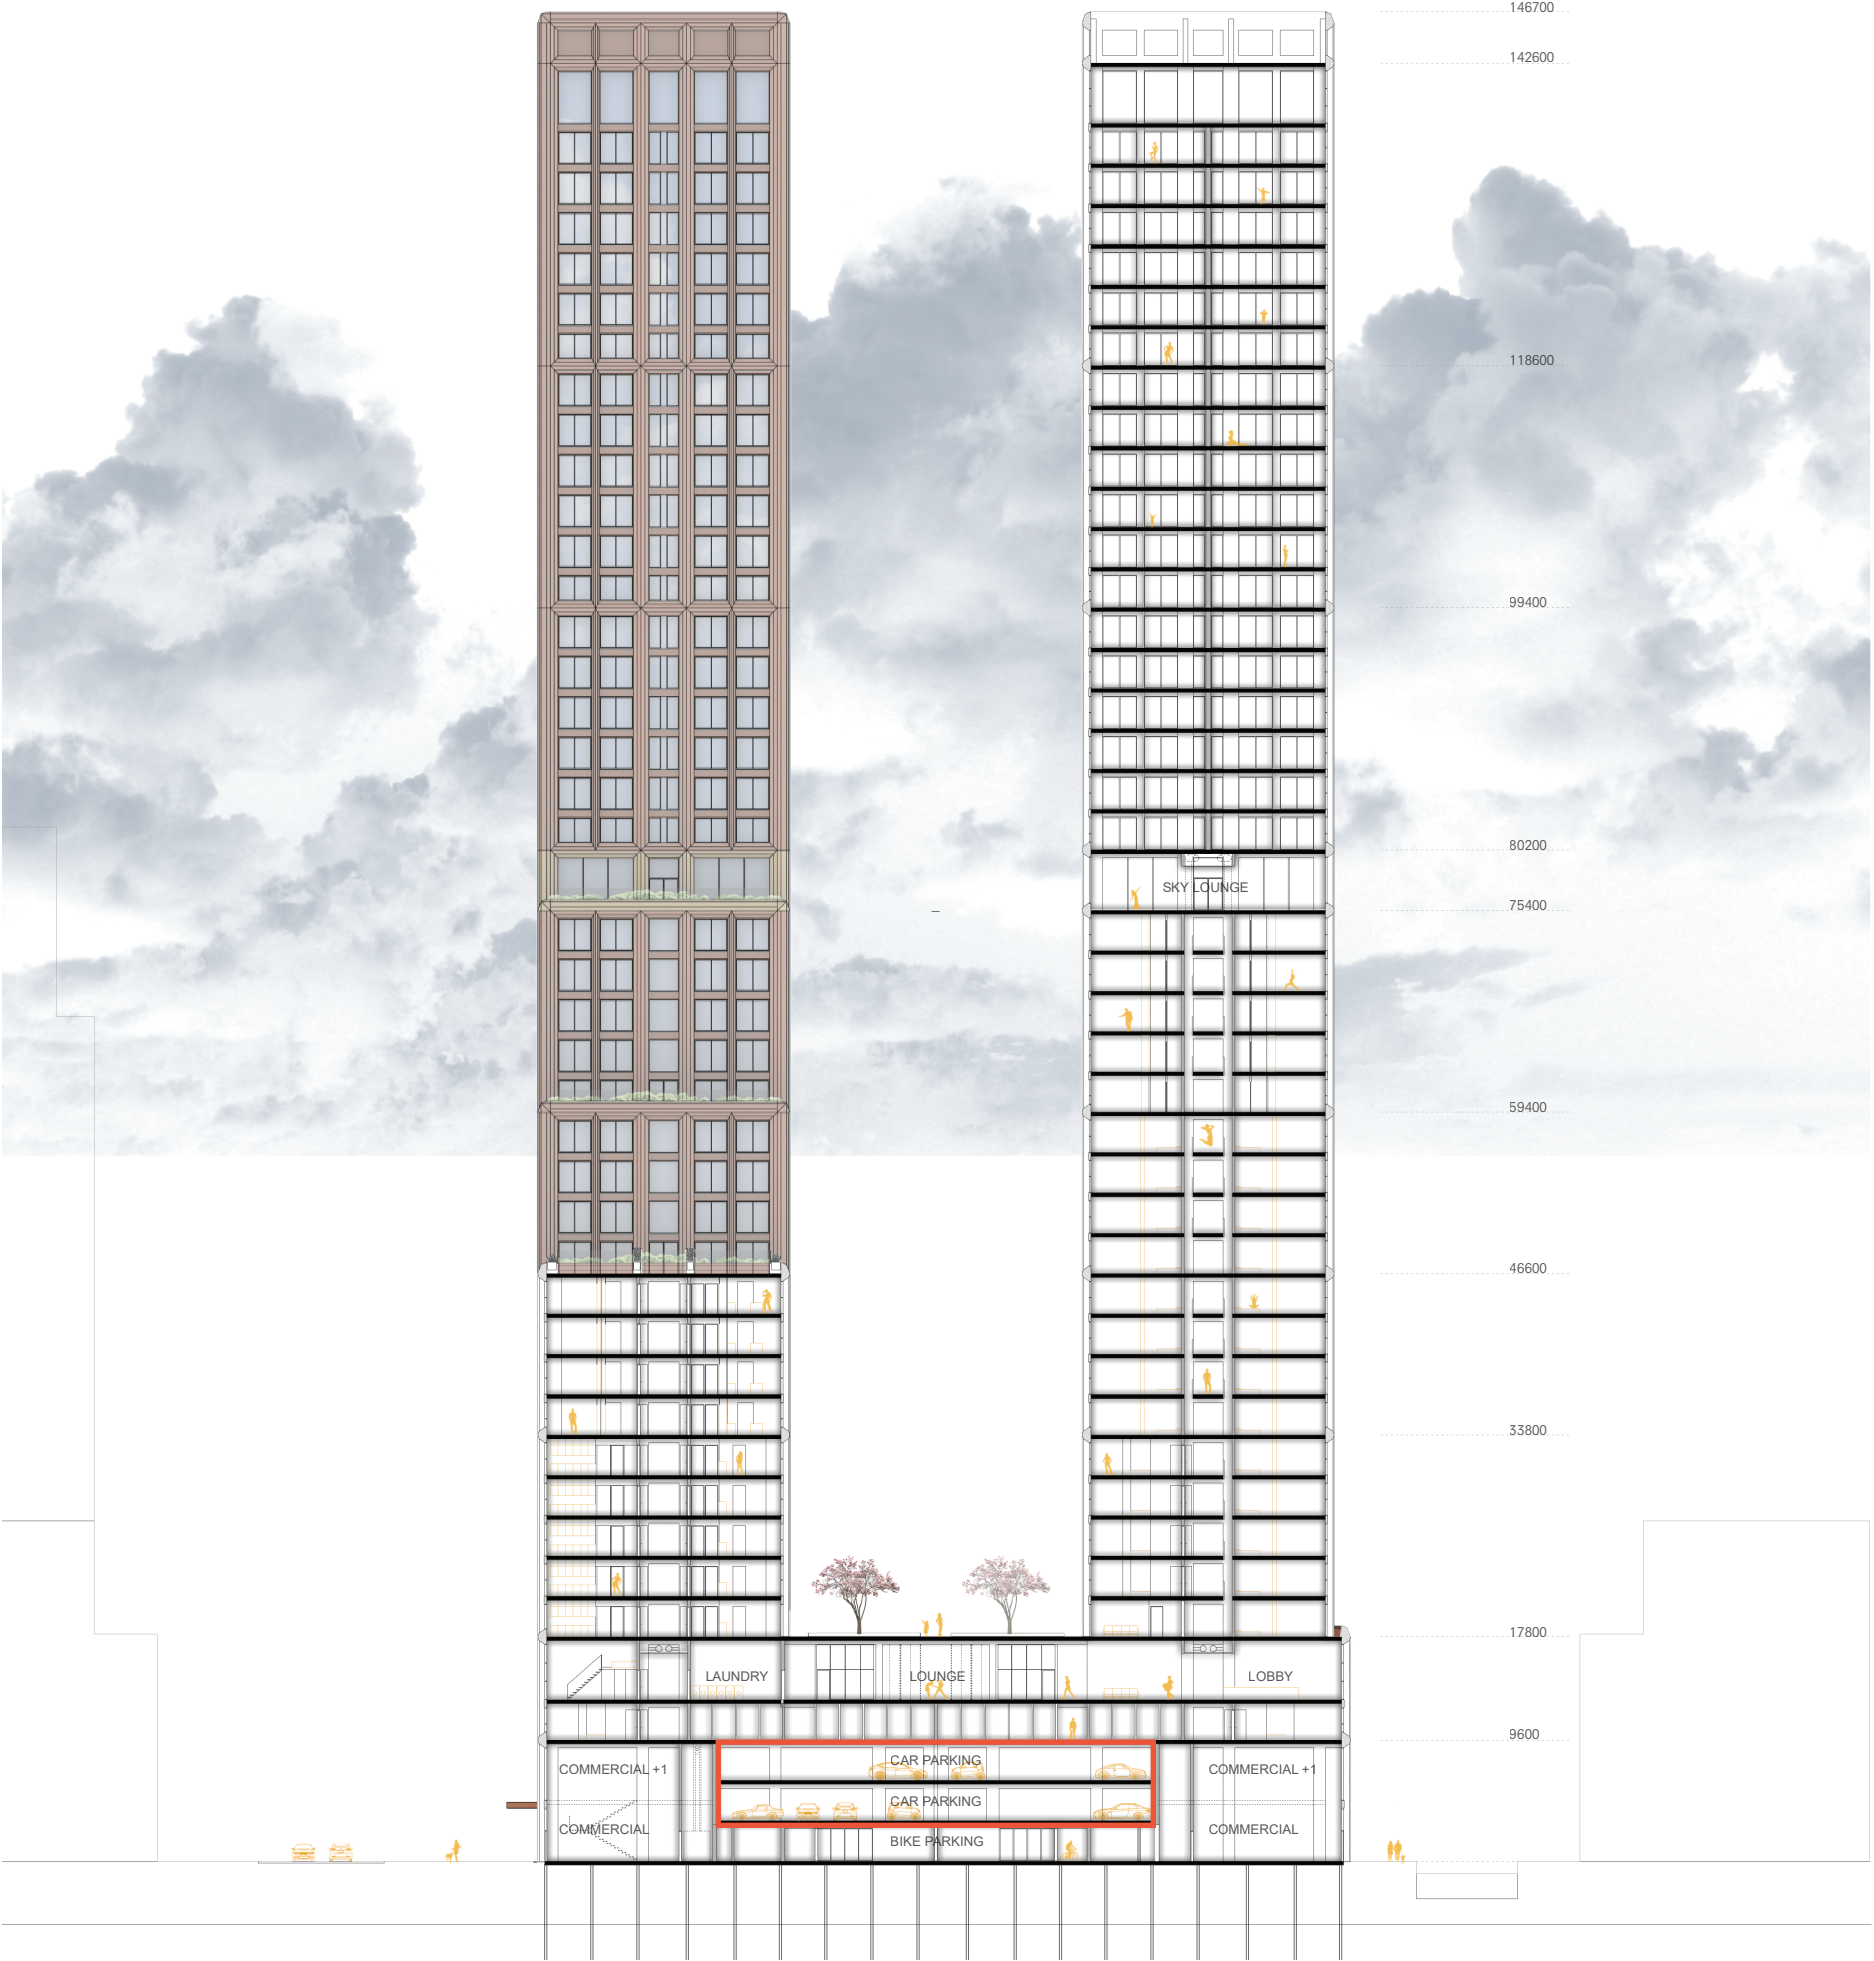 146700
142600
118600
99400
80200
SKY LOUNGE
75400
59400
46600
33800
17800
LAUNDRY
LOUNGE
LOBBY
9600
CAR PARKING
COMMERCIAL +1
COMMERCIAL +1
CAR PARKING
COMMERCIAL
COMMERCIAL
BIKE PARKING